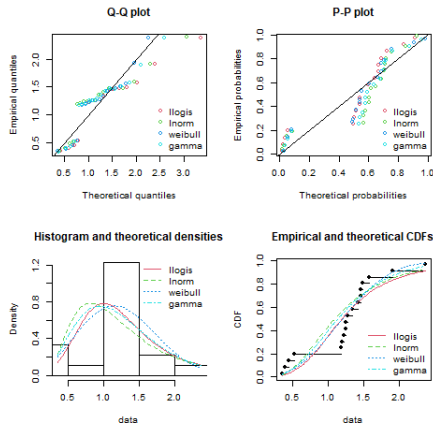 Q-Q plot
Empirical quantiles
2.0
1.5
1.0
0.5
0.5 1.0 1.5 2.0 2.5 3.0
Theoretical quantiles
llogis
lnorm
weibull
gamma
P-P plot
Empirical probabilities
1.0
0.8
0.6
0.4
0.2
0.0
0.0 0.2 0.4 0.6 0.8 1.0
Theoretical probabilities
llogis
lnorm
weibull
gamma
Histogram and theoretical densities
Density
1.2
0.8
0.4
0.0
0.5 1.0 1.5 2.0
data
llogis
lnorm
weibull
gamma
Empirical and theoretical CDFs
CDF
1.0
0.8
0.6
0.4
0.2
0.0
0.5 1.0 1.5 2.0
data
llogis
lnorm
weibull
gamma